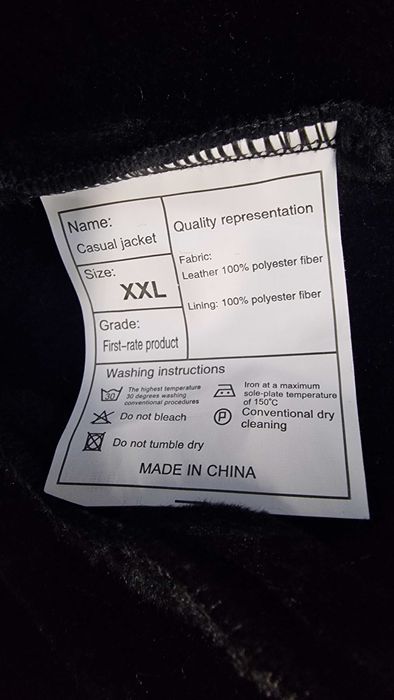 Name:
Casual jacket
Size:
XXL
Grade:
First-rate product
Quality representation
Fabric:
Leather 100% polyester fiber
Lining: 100% polyester fiber
Washing instructions
30
The highest temperature
30 degrees washing
conventional procedures
Do not bleach
Do not tumble dry
Iron at a maximum
sole-plate temperature
of 150°C
P
Conventional dry
cleaning
MADE IN CHINA